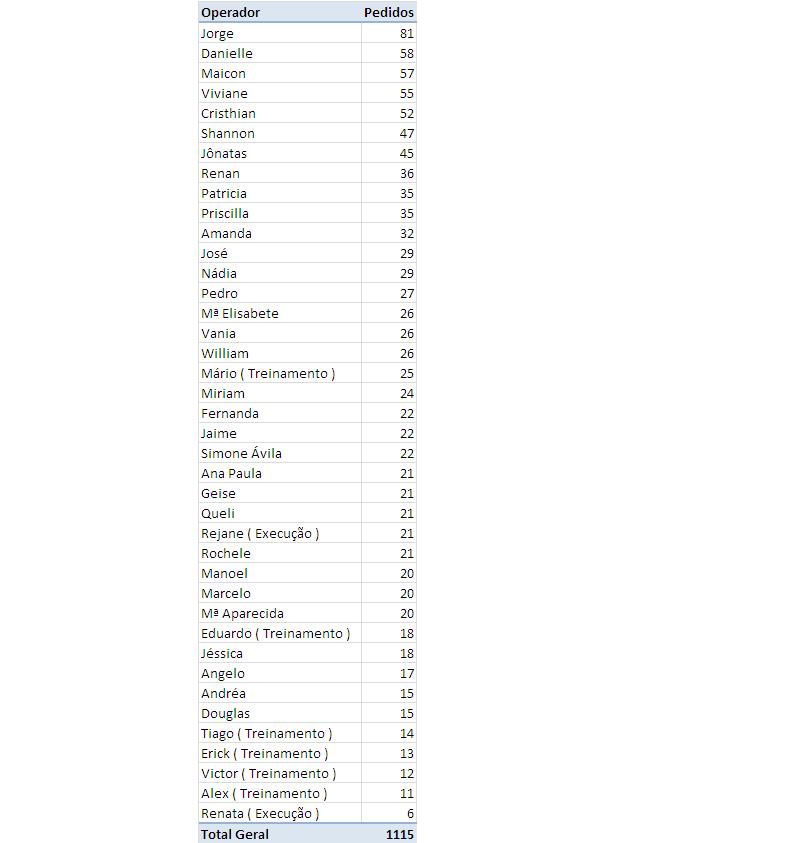 Operador Pedidos
Jorge 81
Danielle 58
Maicon 57
Viviane 55
Cristhian 52
Shannon 47
Jônatas 45
Renan 36
Patricia 35
Priscilla 35
Amanda 32
José 29
Nádia 29
Pedro 27
Mª Elisabete 26
Vania 26
William 26
Mário ( Treinamento ) 25
Miriam 24
Fernanda 22
Jaime 22
Simone Ávila 22
Ana Paula 21
Geise 21
Queli 21
Rejane ( Execução ) 21
Rochele 21
Manoel 20
Marcelo 20
Mª Aparecida 20
Eduardo ( Treinamento ) 18
Jéssica 18
Angelo 17
Andréa 15
Douglas 15
Tiago ( Treinamento ) 14
Erick ( Treinamento ) 13
Victor ( Treinamento ) 12
Alex ( Treinamento ) 11
Renata ( Execução ) 6
Total Geral 1115